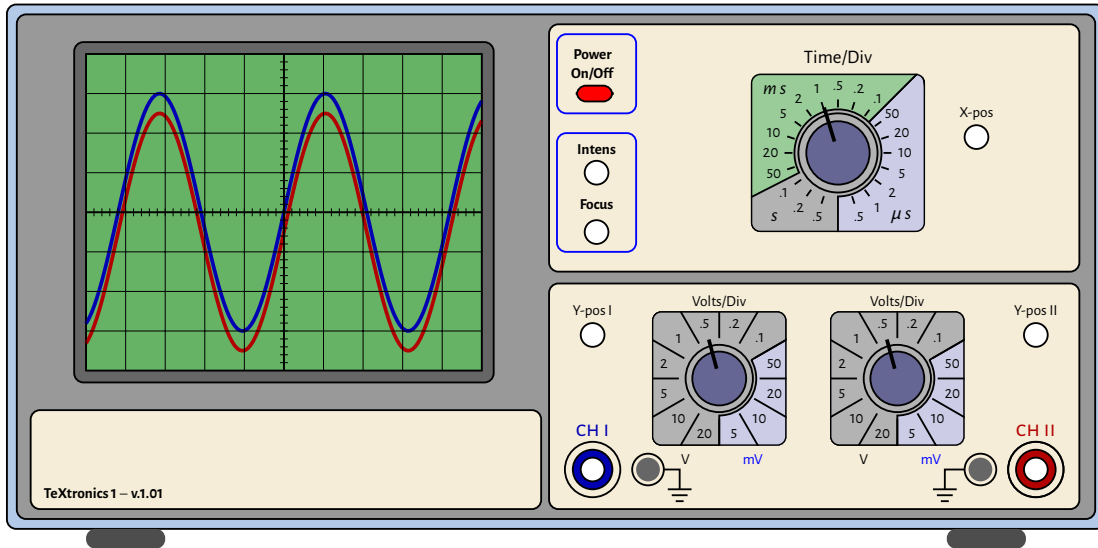 Power
On/Off
Intens
Focus
Time/Div
m s
50
20
10
5
2
1
.5
.2
.1
50
20
10
5
2
1
.5
μ s
.5
.2
.1
s
X-pos
Y-pos I
Volts/Div
20
10
5
2
1
.5
.2
.1
50
20
10
5
V
mV
CH I
Volts/Div
20
10
5
2
1
.5
.2
.1
50
20
10
5
V
mV
Y-pos II
CH II
TeXtronics 1 – v.1.01